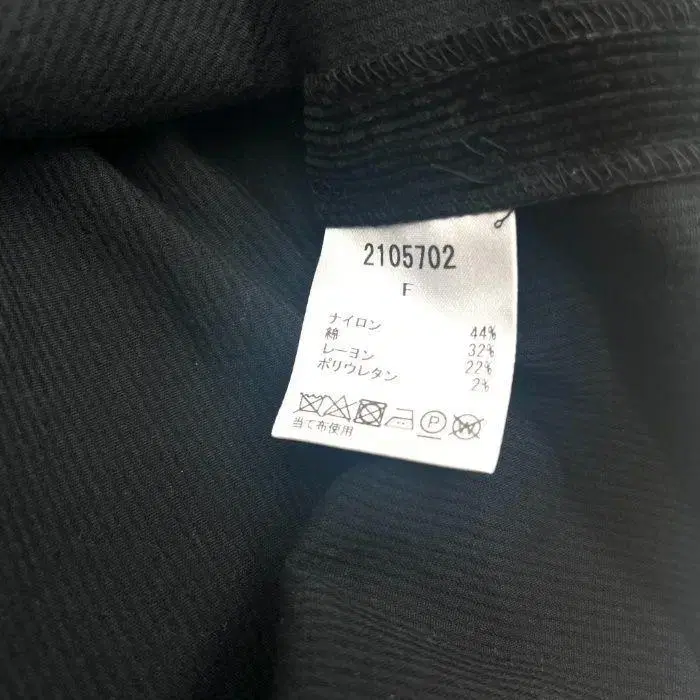 2105702
F
ナイロン 44%
綿 32%
レーヨン 22%
ポリウレタン 2%
P W
当て布使用